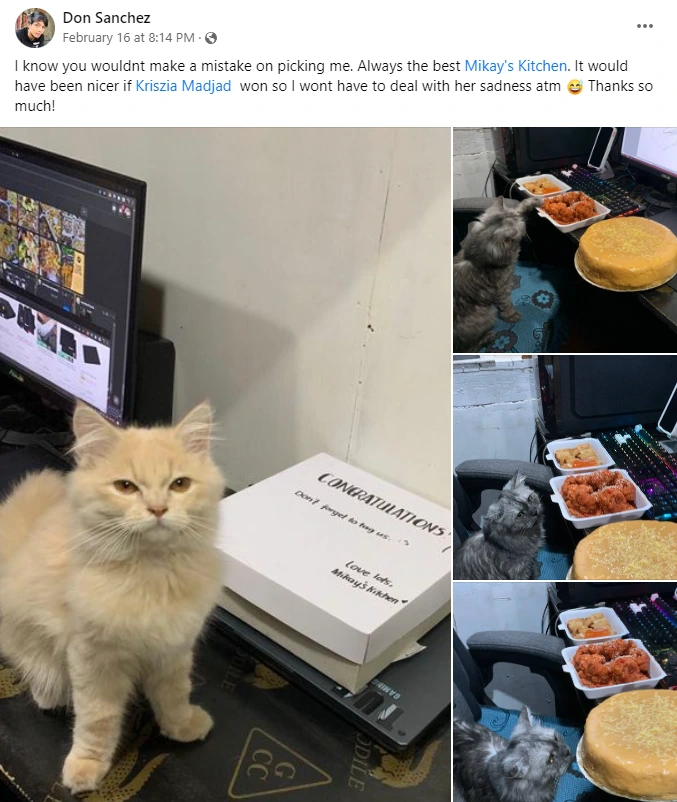 Don Sanchez
February 16 at 8:14 PM ·
I know you wouldnt make a mistake on picking me. Always the best Mikay's Kitchen. It would
have been nicer if Kriszia Madjad won so I wont have to deal with her sadness atm 😅 Thanks so
much!
CONGRATULATIONS
Don't forget to tag us...
Love lots,
Mikay's Kitchen
GC